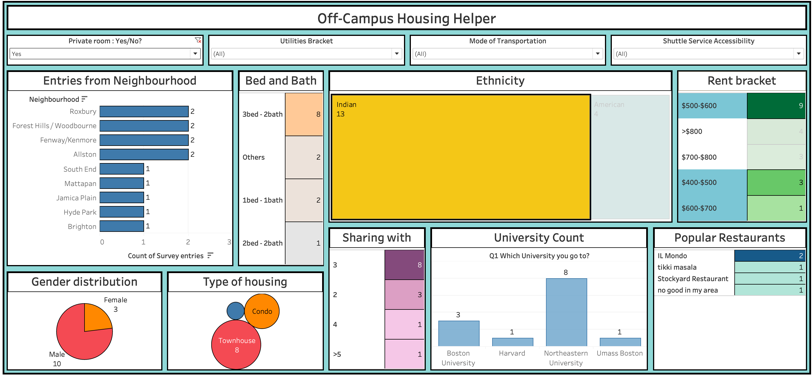 Off-Campus Housing Helper
Private room : Yes/No?
Yes
Utilities Bracket
(All)
Mode of Transportation
(All)
Shuttle Service Accessibility
(All)
Entries from Neighbourhood
Neighbourhood
Roxbury 2
Forest Hills / Woodbourne 2
Fenway/Kenmore 2
Allston 2
South End 1
Mattapan 1
Jamica Plain 1
Hyde Park 1
Brighton 1
0 1 2 3
Count of Survey entries
Bed and Bath
3bed - 2bath 8
Others 2
1bed - 1bath 2
2bed - 2bath 1
Ethnicity
Indian
13
American
Rent bracket
$500-$600 9
>$800
$700-$800
$400-$500 3
$600-$700 1
Gender distribution
Female
3
Male
10
Type of housing
Condo
Townhouse
8
Sharing with
3 8
2 3
4 1
>5 1
University Count
Q1 Which University you go to?
3 1 8 1
Boston University
Harvard
Northeastern University
Umass Boston
Popular Restaurants
IL Mondo 2
tikki masala 1
Stockyard Restaurant 1
no good in my area 1